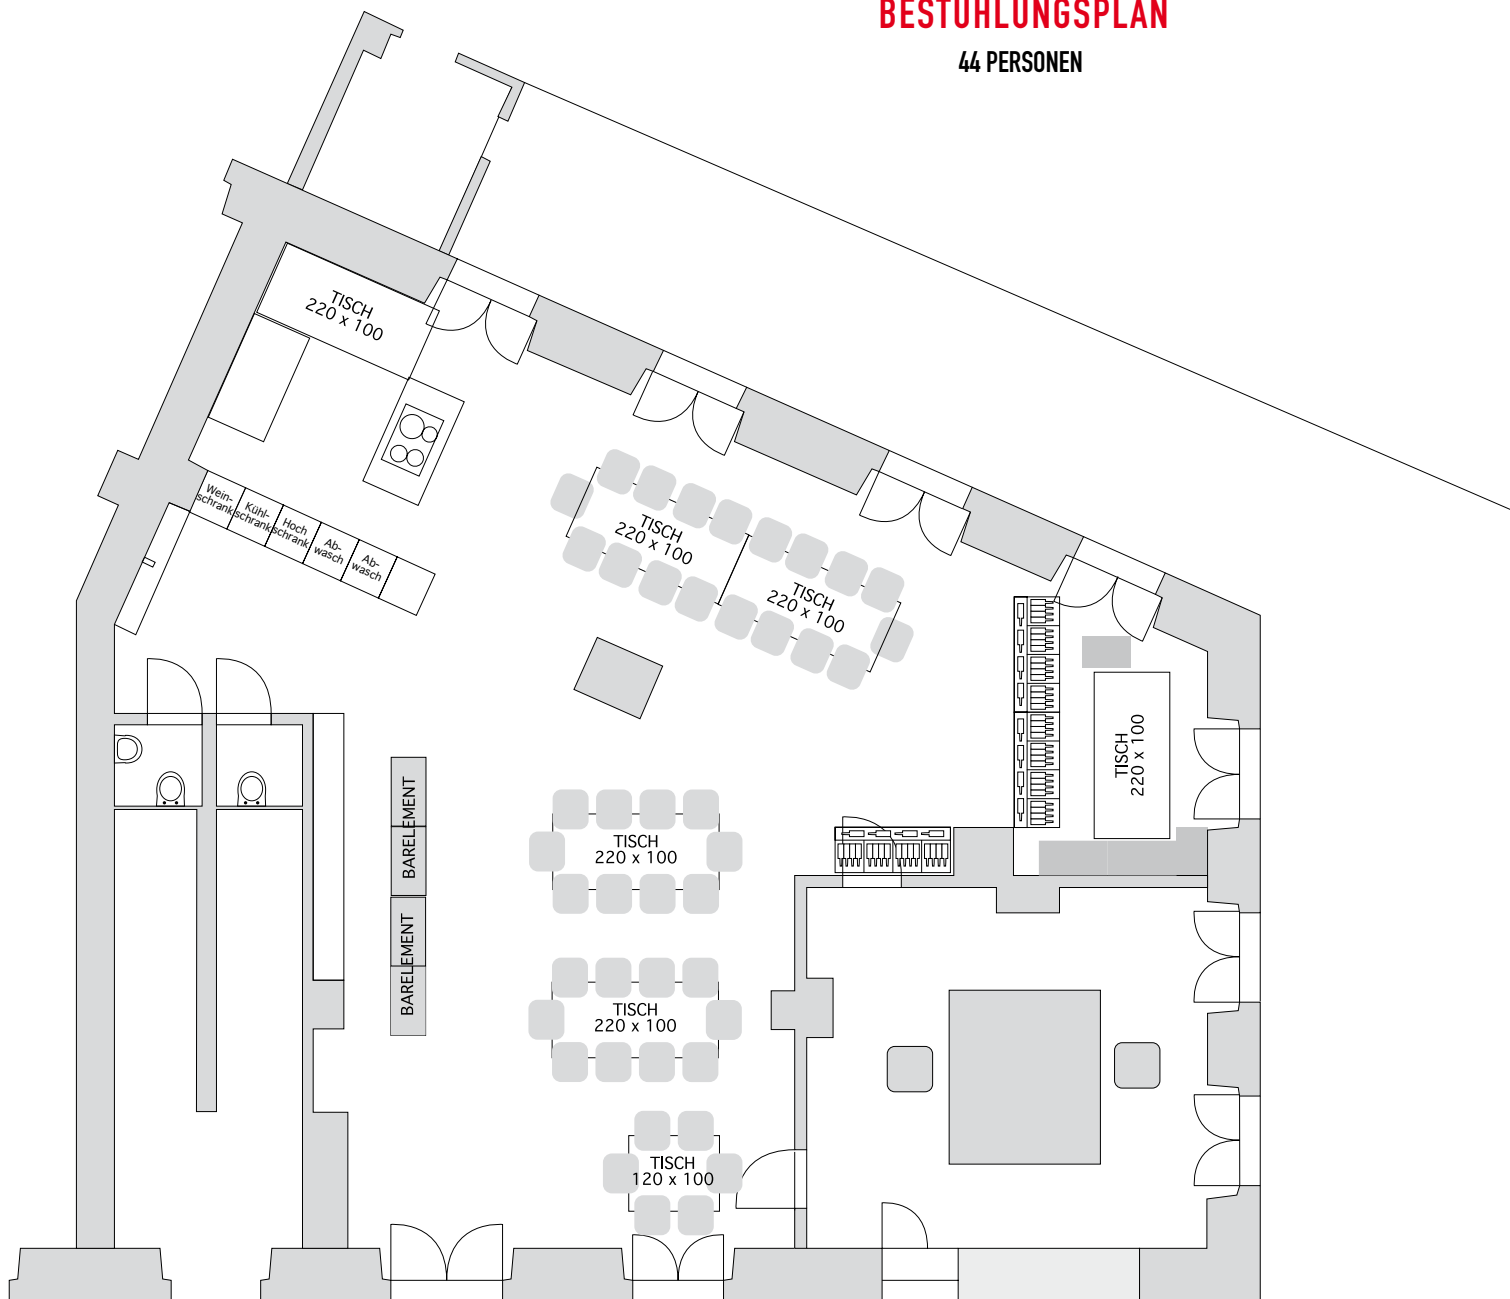 BESTUHLUNGSPLAN
44 PERSONEN
TISCH
220 x 100
Wein-
schrank
Kühl-
schrank
Hoch
schrank
Ab-
wasch
Ab-
wasch
TISCH
220 x 100
TISCH
220 x 100
TISCH
220 x 100
BARELEMENT
BARELEMENT
TISCH
220 x 100
TISCH
220 x 100
TISCH
120 x 100